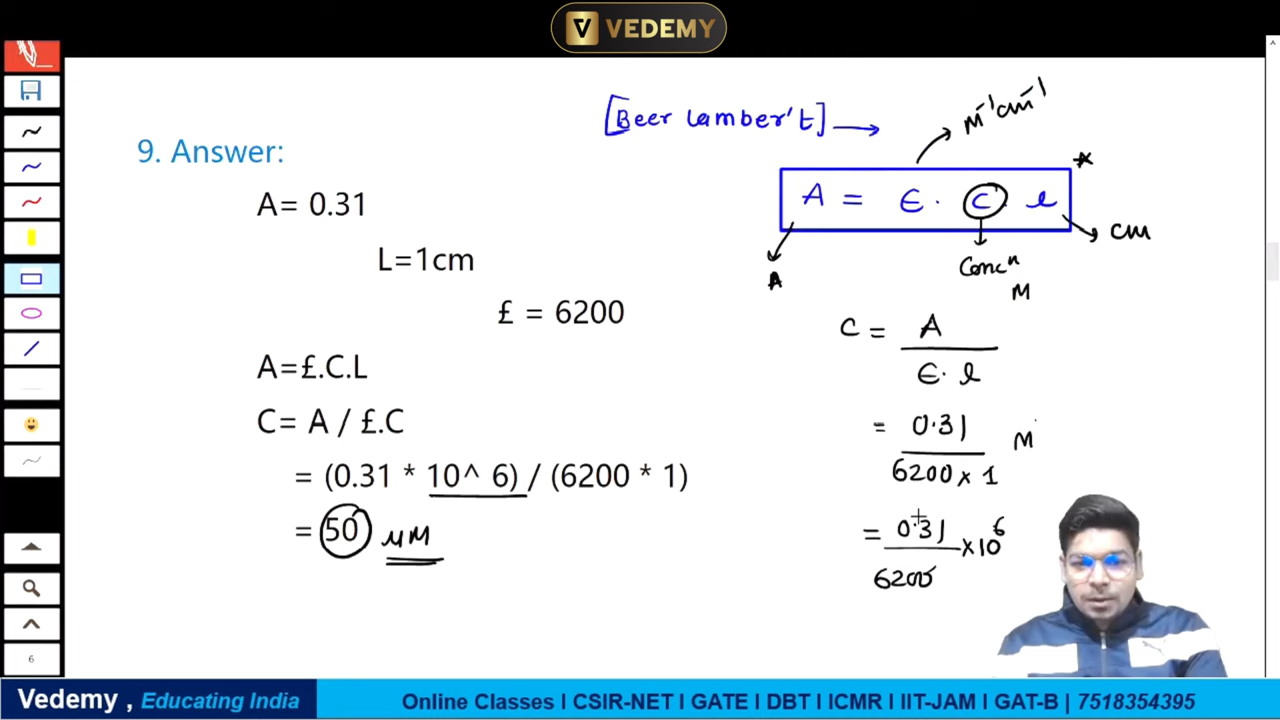 VEDEMY
[Beer lamber't] →
M⁻¹cm⁻¹
9. Answer:
A= 0.31
L=1cm
£ = 6200
A=£.C.L
C= A / £.C
= (0.31 * 10^ 6) / (6200 * 1)
= 50 μM
A = ε. C. l
cm
A
Concⁿ
M
C = A
ε. l
= 0.31 M
6200 x 1
= 0.31 x 10⁶
6200
6
Vedemy , Educating India
Online Classes I CSIR-NET I GATE I DBT I ICMR I IIT-JAM I GAT-B I 7518354395